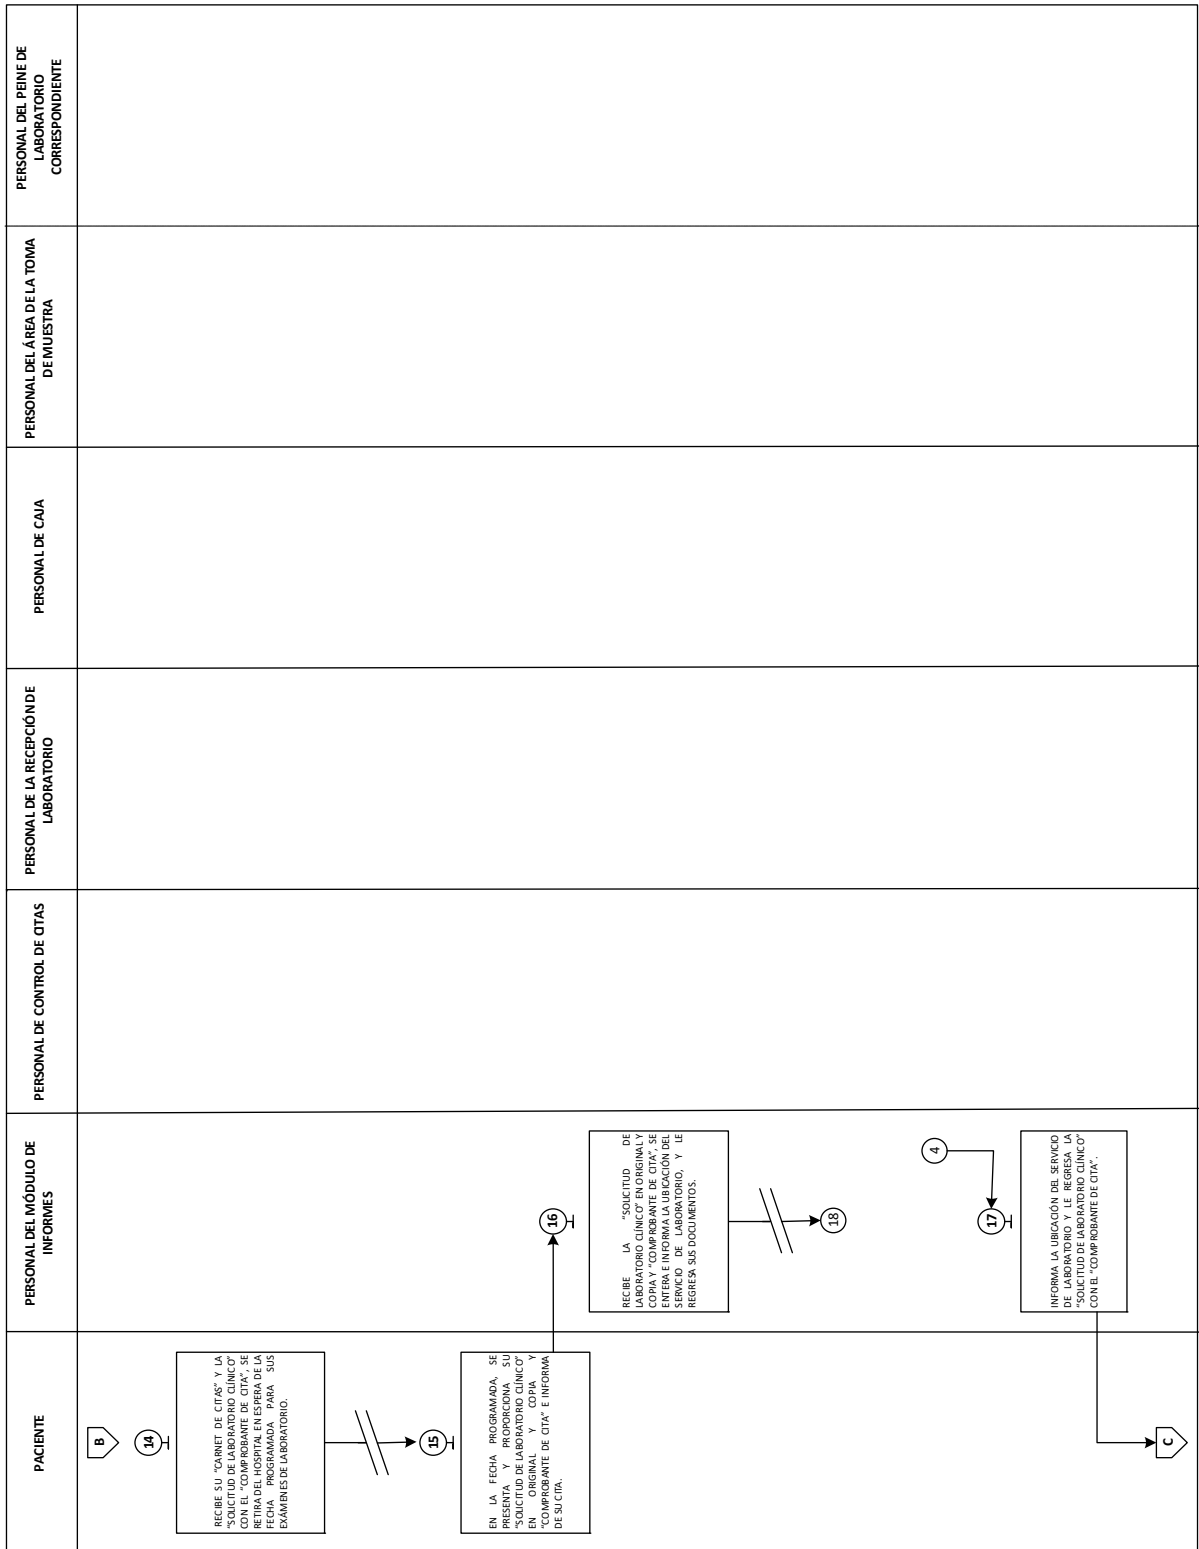 PACIENTE
PERSONAL DEL MÓDULO DE
INFORMES
PERSONAL DE CONTROL DE CITAS
PERSONAL DE LA RECEPCIÓN DE
LABORATORIO
PERSONAL DE CAJA
PERSONAL DEL ÁREA DE LA TOMA
DE MUESTRA
PERSONAL DEL PEINE DE
LABORATORIO
CORRESPONDIENTE
B
14
RECIBE SU "CARNET DE CITAS" Y LA
"SOLICITUD DE LABORATORIO CLÍNICO"
CON EL "COMPROBANTE DE CITA", SE
RETIRA DEL HOSPITAL EN ESPERA DE LA
FECHA PROGRAMADA PARA SUS
EXÁMENES DE LABORATORIO.
15
EN LA FECHA PROGRAMADA, SE
PRESENTA Y PROPORCIONA SU
"SOLICITUD DE LABORATORIO CLÍNICO"
EN ORIGINAL Y COPIA Y
"COMPROBANTE DE CITA" E INFORMA
DE SU CITA.
16
RECIBE LA "SOLICITUD DE
LABORATORIO CLÍNICO" EN ORIGINAL Y
COPIA Y "COMPROBANTE DE CITA", SE
ENTERA E INFORMA LA UBICACIÓN DEL
SERVICIO DE LABORATORIO, Y LE
REGRESA SUS DOCUMENTOS.
18
4
17
INFORMA LA UBICACIÓN DEL SERVICIO
DE LABORATORIO Y LE REGRESA LA
"SOLICITUD DE LABORATORIO CLÍNICO"
CON EL "COMPROBANTE DE CITA".
C